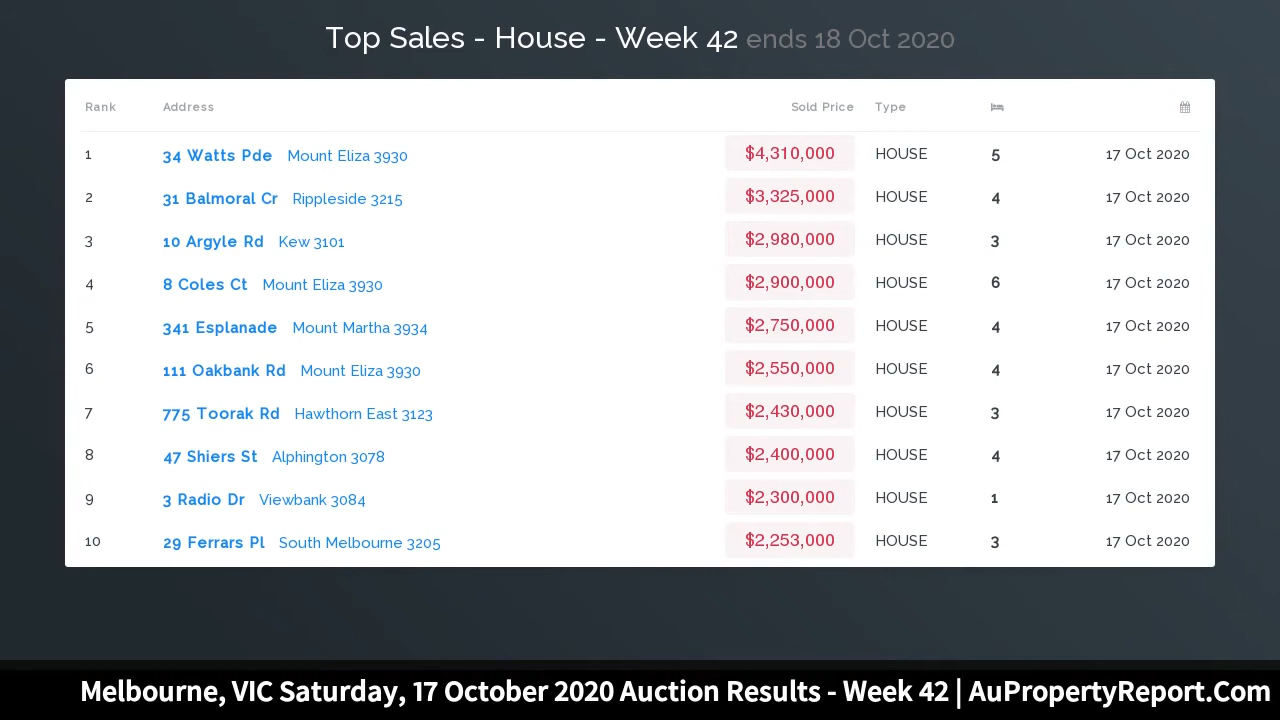 Top Sales - House - Week 42 ends 18 Oct 2020
Rank Address Sold Price Type
1 34 Watts Pde Mount Eliza 3930 $4,310,000 HOUSE 5 17 Oct 2020
2 31 Balmoral Cr Rippleside 3215 $3,325,000 HOUSE 4 17 Oct 2020
3 10 Argyle Rd Kew 3101 $2,980,000 HOUSE 3 17 Oct 2020
4 8 Coles Ct Mount Eliza 3930 $2,900,000 HOUSE 6 17 Oct 2020
5 341 Esplanade Mount Martha 3934 $2,750,000 HOUSE 4 17 Oct 2020
6 111 Oakbank Rd Mount Eliza 3930 $2,550,000 HOUSE 4 17 Oct 2020
7 775 Toorak Rd Hawthorn East 3123 $2,430,000 HOUSE 3 17 Oct 2020
8 47 Shiers St Alphington 3078 $2,400,000 HOUSE 4 17 Oct 2020
9 3 Radio Dr Viewbank 3084 $2,300,000 HOUSE 1 17 Oct 2020
10 29 Ferrars Pl South Melbourne 3205 $2,253,000 HOUSE 3 17 Oct 2020
Melbourne, VIC Saturday, 17 October 2020 Auction Results - Week 42 | AuPropertyReport.Com